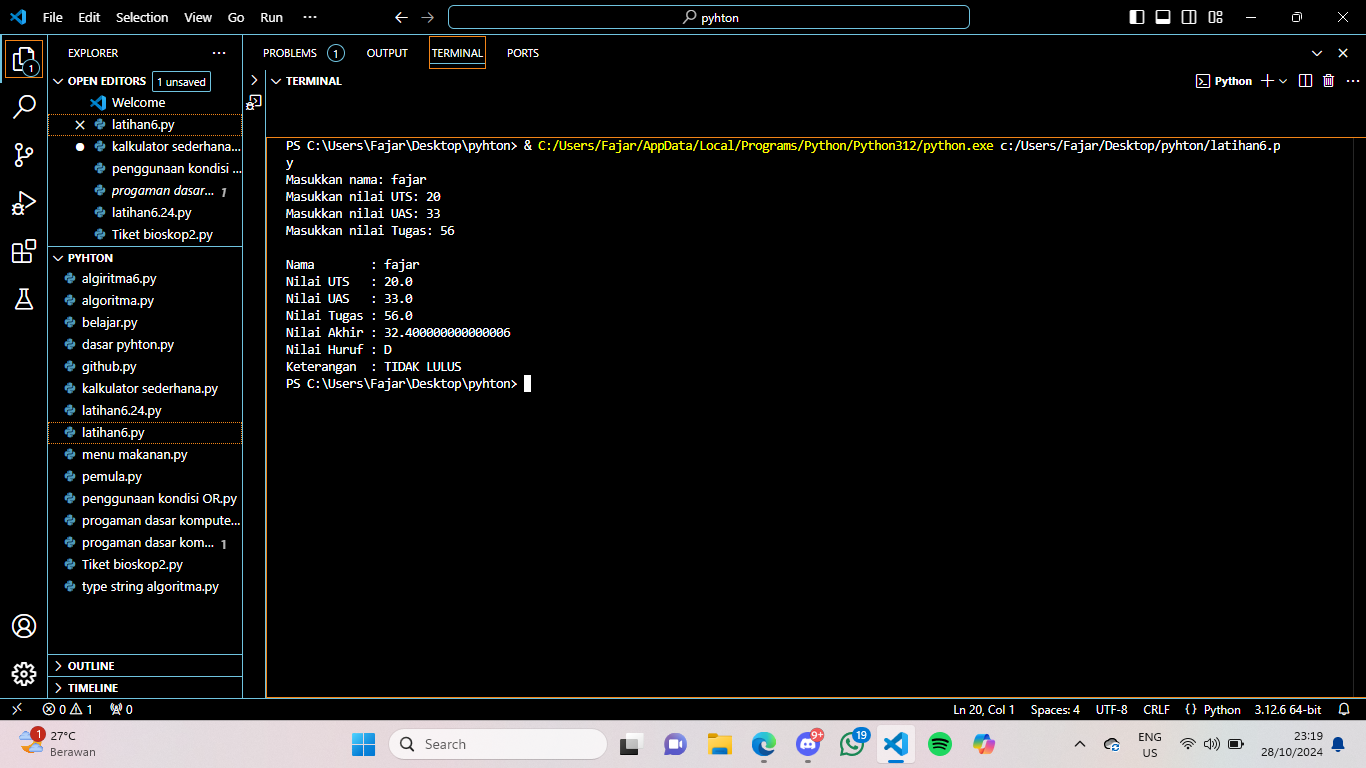 File Edit Selection View Go Run ··· pyhton
EXPLORER ···
OPEN EDITORS 1 unsaved
Welcome
latihan6.py
kalkulator sederhana...
penggunaan kondisi ...
progaman dasar... 1
latihan6.24.py
Tiket bioskop2.py
PYHTON
algiritma6.py
algoritma.py
belajar.py
dasar pyhton.py
github.py
kalkulator sederhana.py
latihan6.24.py
latihan6.py
menu makanan.py
pemula.py
penggunaan kondisi OR.py
progaman dasar kompute...
progaman dasar kom... 1
Tiket bioskop2.py
type string algoritma.py
OUTLINE
TIMELINE
1
PROBLEMS 1 OUTPUT TERMINAL PORTS
TERMINAL Python ···
PS C:\Users\Fajar\Desktop\pyhton> & C:/Users/Fajar/AppData/Local/Programs/Python/Python312/python.exe c:/Users/Fajar/Desktop/pyhton/latihan6.p
y
Masukkan nama: fajar
Masukkan nilai UTS: 20
Masukkan nilai UAS: 33
Masukkan nilai Tugas: 56
Nama : fajar
Nilai UTS : 20.0
Nilai UAS : 33.0
Nilai Tugas : 56.0
Nilai Akhir : 32.400000000000006
Nilai Huruf : D
Keterangan : TIDAK LULUS
PS C:\Users\Fajar\Desktop\pyhton>
0 1 0 Ln 20, Col 1 Spaces: 4 UTF-8 CRLF {} Python 3.12.6 64-bit
1 27°C
Berawan
Search
9+ 19
ENG
US
23:19
28/10/2024